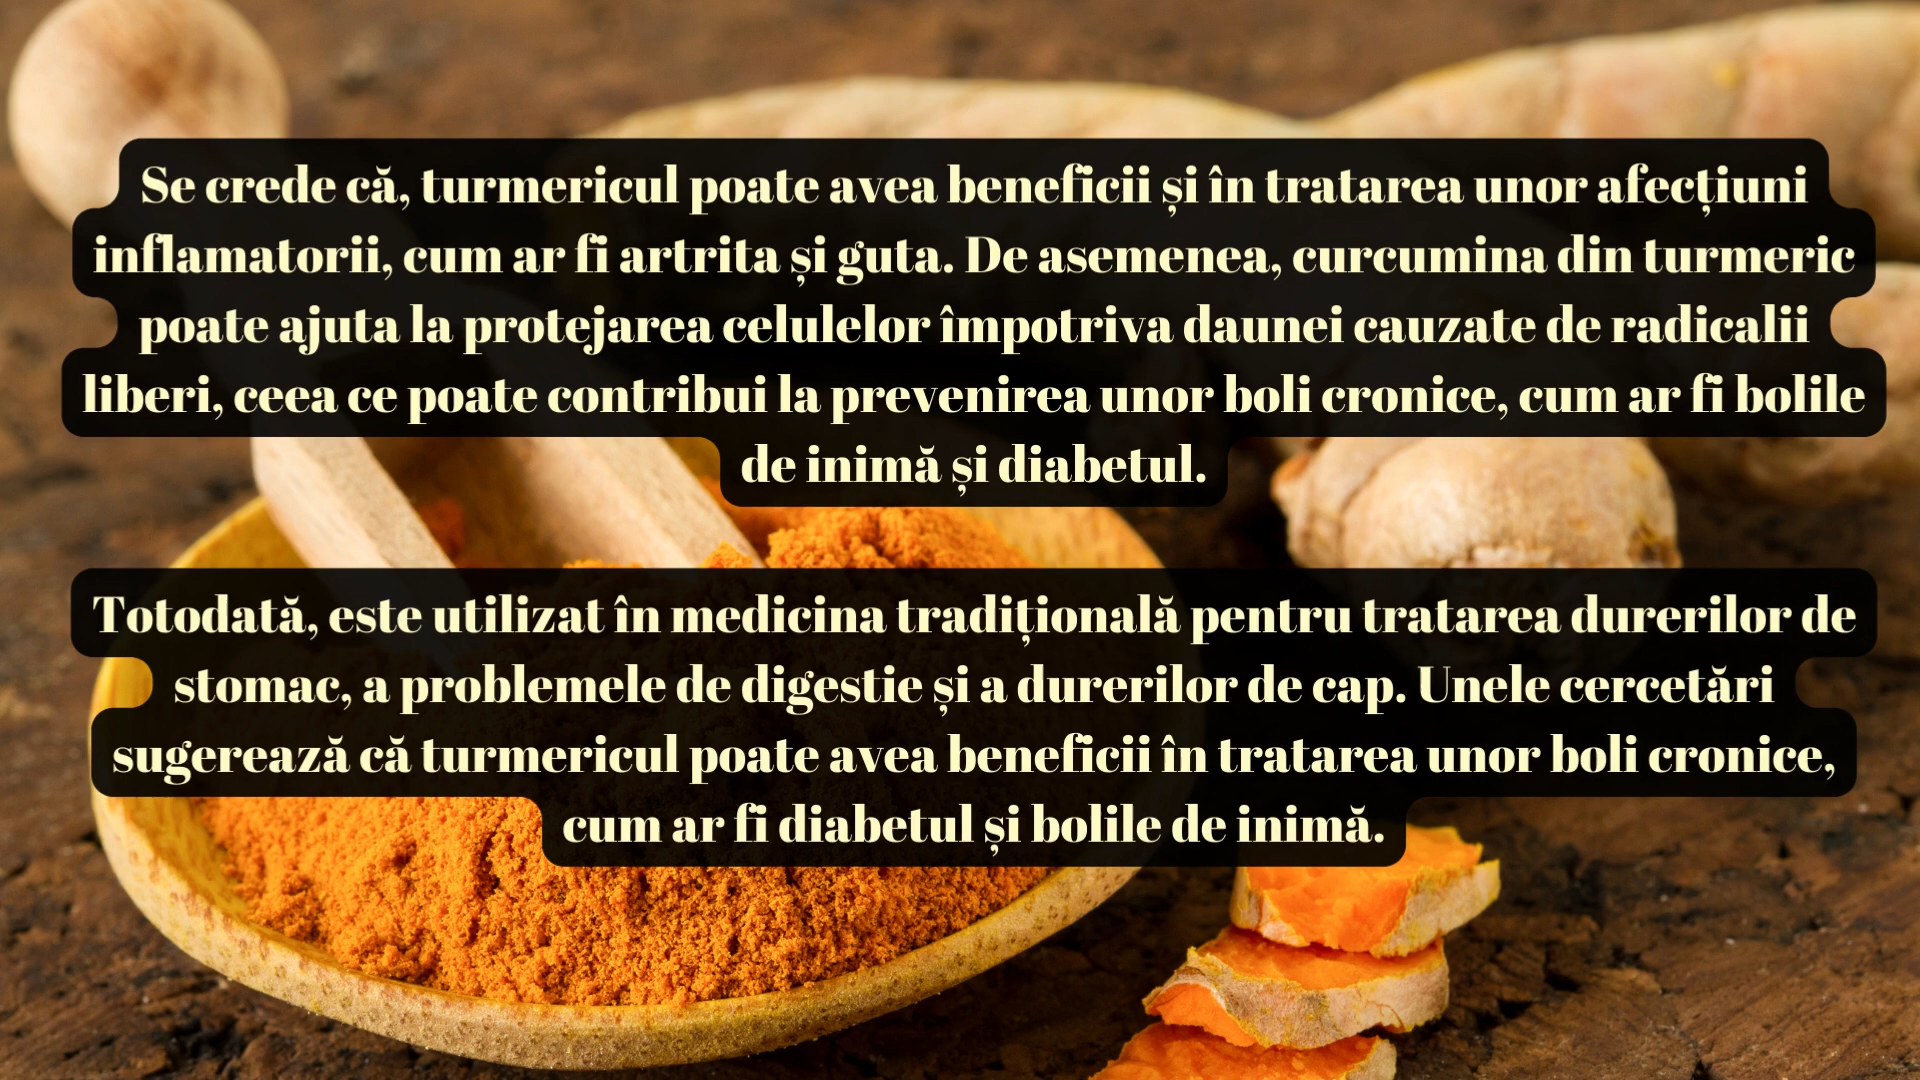 Se crede că, turmericul poate avea beneficii și în tratarea unor afecțiuni
inflamatorii, cum ar fi artrita și guta. De asemenea, curcumina din turmeric
poate ajuta la protejarea celulelor împotriva daunei cauzate de radicalii
liberi, ceea ce poate contribui la prevenirea unor boli cronice, cum ar fi bolile
de inimă și diabetul.
Totodată, este utilizat în medicina tradițională pentru tratarea durerilor de
stomac, a problemele de digestie și a durerilor de cap. Unele cercetări
sugerează că turmericul poate avea beneficii în tratarea unor boli cronice,
cum ar fi diabetul și bolile de inimă.